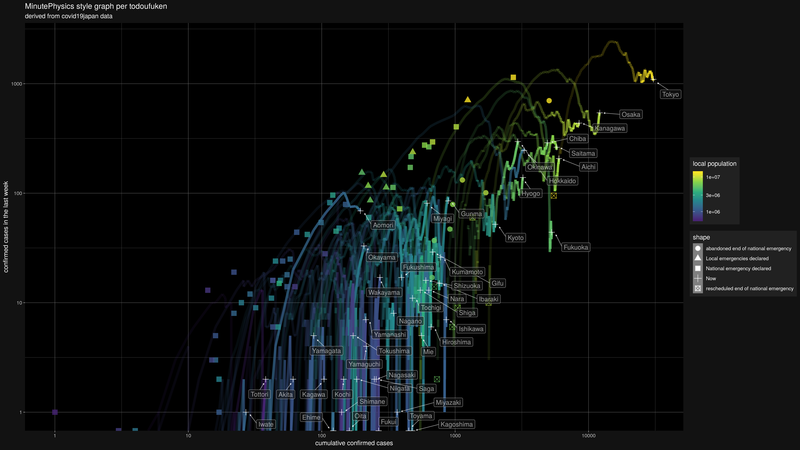 MinutePhysics style graph per todoufuken
derived from covid19japan data
confirmed cases in the last week
1000
100
10
1
Tokyo
Osaka
Kanagawa
Chiba
Saitama
Okinawa
Aichi
Hokkaido
Hyogo
Gunma
Miyagi
Aomori
Kyoto
Fukuoka
Okayama
Fukushima
Kumamoto
Gifu
Wakayama
Shizuoka
Nara
Ibaraki
Tochigi
Shiga
Nagano
Ishikawa
Yamanashi
Hiroshima
Yamagata
Tokushima
Mie
Yamaguchi
Nagasaki
Niigata
Saga
Tottori
Akita
Kagawa
Kochi
Shimane
Miyazaki
Iwate
Ehime
Oita
Fukui
Toyama
Kagoshima
1
10
100
1000
10000
cumulative confirmed cases
local population
1e+07
3e+06
1e+06
shape
abandoned end of national emergency
Local emergencies declared
National emergency declared
Now
rescheduled end of national emergency